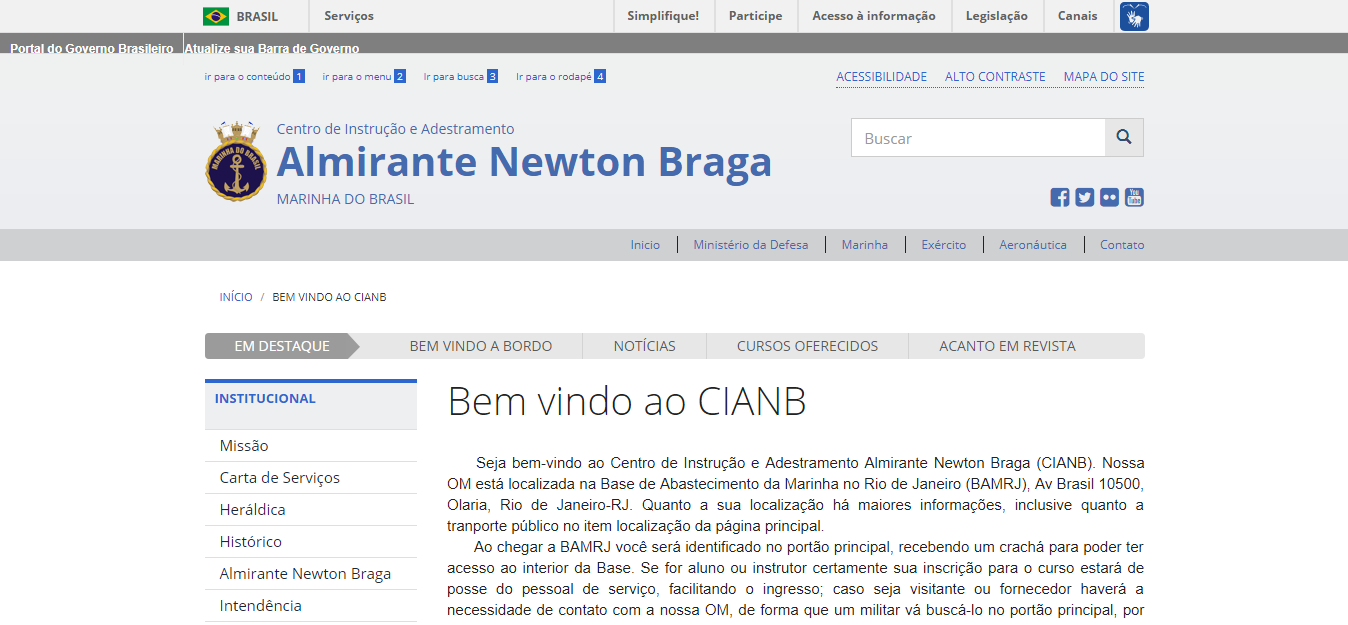 BRASIL Serviços Simplifique! Participe Acesso à informação Legislação Canais
Portal do Governo Brasileiro Atualize sua Barra de Governo
ir para o conteúdo 1 ir para o menu 2 Ir para busca 3 Ir para o rodapé 4
ACESSIBILIDADE ALTO CONTRASTE MAPA DO SITE
Centro de Instrução e Adestramento
Almirante Newton Braga
MARINHA DO BRASIL
MARINHA DO BRASIL
Buscar
You Tube
Inicio Ministério da Defesa Marinha Exército Aeronáutica Contato
INÍCIO / BEM VINDO AO CIANB
EM DESTAQUE BEM VINDO A BORDO NOTÍCIAS CURSOS OFERECIDOS ACANTO EM REVISTA
INSTITUCIONAL
Missão
Carta de Serviços
Heráldica
Histórico
Almirante Newton Braga
Intendência
Bem vindo ao CIANB
Seja bem-vindo ao Centro de Instrução e Adestramento Almirante Newton Braga (CIANB). Nossa
OM está localizada na Base de Abastecimento da Marinha no Rio de Janeiro (BAMRJ), Av Brasil 10500,
Olaria, Rio de Janeiro-RJ. Quanto a sua localização há maiores informações, inclusive quanto a
tranporte público no item localização da página principal.
Ao chegar a BAMRJ você será identificado no portão principal, recebendo um crachá para poder ter
acesso ao interior da Base. Se for aluno ou instrutor certamente sua inscrição para o curso estará de
posse do pessoal de serviço, facilitando o ingresso; caso seja visitante ou fornecedor haverá a
necessidade de contato com a nossa OM, de forma que um militar vá buscá-lo no portão principal, por